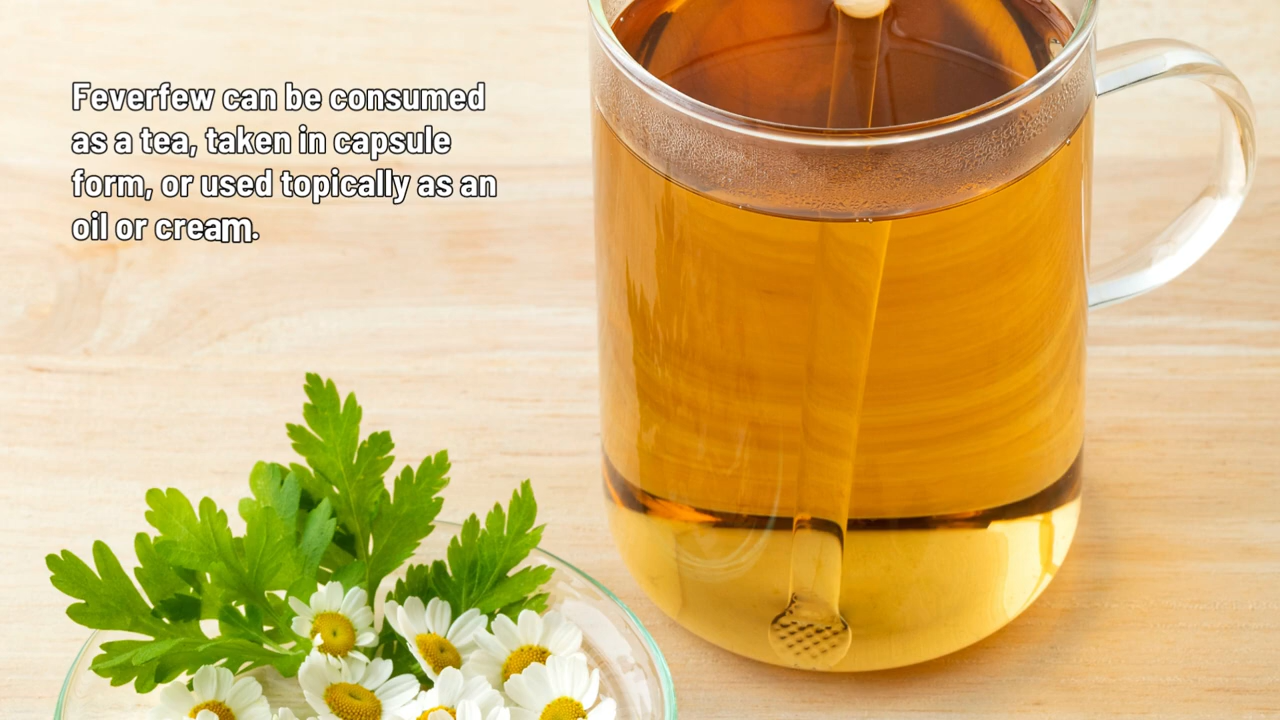 Feverfew can be consumed
as a tea, taken in capsule
form, or used topically as an
oil or cream.